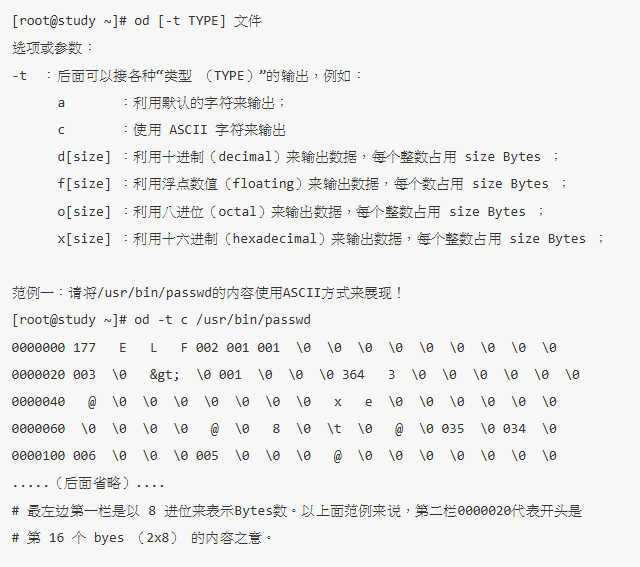 [root@study ~]# od [-t TYPE] 文件
选项或参数：
-t ：后面可以接各种“类型 （TYPE）”的输出，例如：
a ：利用默认的字符来输出；
c ：使用 ASCII 字符来输出
d[size] ：利用十进制（decimal）来输出数据，每个整数占用 size Bytes ；
f[size] ：利用浮点数值（floating）来输出数据，每个数占用 size Bytes ；
o[size] ：利用八进位（octal）来输出数据，每个整数占用 size Bytes ；
x[size] ：利用十六进制（hexadecimal）来输出数据，每个整数占用 size Bytes ；
范例一：请将/usr/bin/passwd的内容使用ASCII方式来展现！
[root@study ~]# od -t c /usr/bin/passwd
0000000 177 E L F 002 001 001 \0 \0 \0 \0 \0 \0 \0 \0 \0
0000020 003 \0 &gt; \0 001 \0 \0 \0 364 3 \0 \0 \0 \0 \0 \0
0000040 @ \0 \0 \0 \0 \0 \0 \0 x e \0 \0 \0 \0 \0 \0
0000060 \0 \0 \0 \0 @ \0 8 \0 \t \0 @ \0 035 \0 034 \0
0000100 006 \0 \0 \0 005 \0 \0 \0 @ \0 \0 \0 \0 \0 \0 \0
.....（后面省略）....
# 最左边第一栏是以 8 进位来表示Bytes数。以上面范例来说，第二栏0000020代表开头是
# 第 16 个 byes （2x8） 的内容之意。